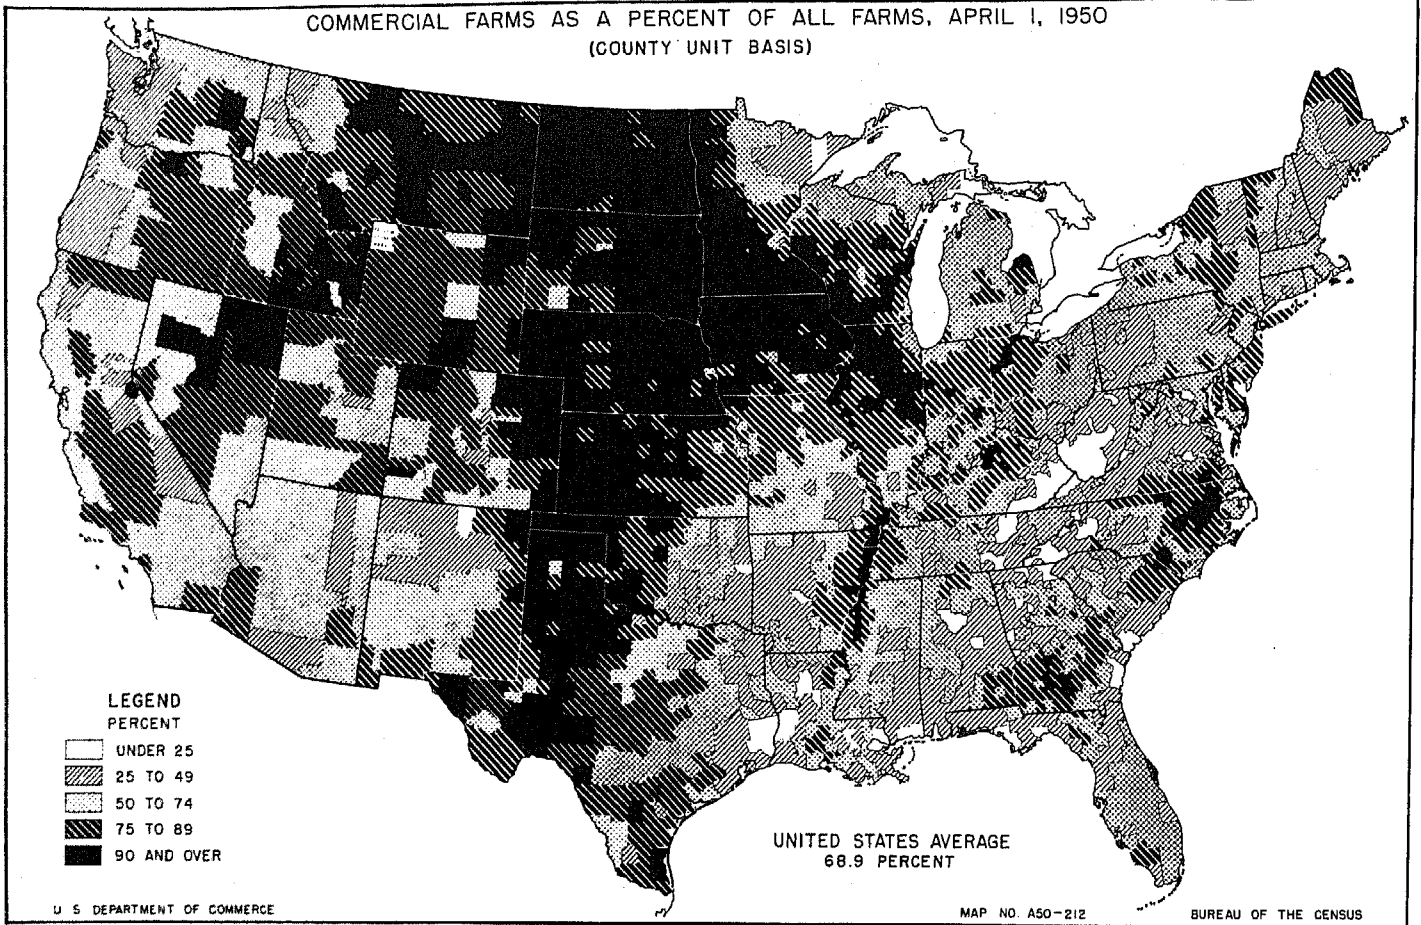 COMMERCIAL FARMS AS A PERCENT OF ALL FARMS, APRIL 1, 1950
(COUNTY UNIT BASIS)
LEGEND
PERCENT
UNDER 25
25 TO 49
50 TO 74
75 TO 89
90 AND OVER
UNITED STATES AVERAGE
68.9 PERCENT
U S DEPARTMENT OF COMMERCE
MAP NO. A50-212
BUREAU OF THE CENSUS